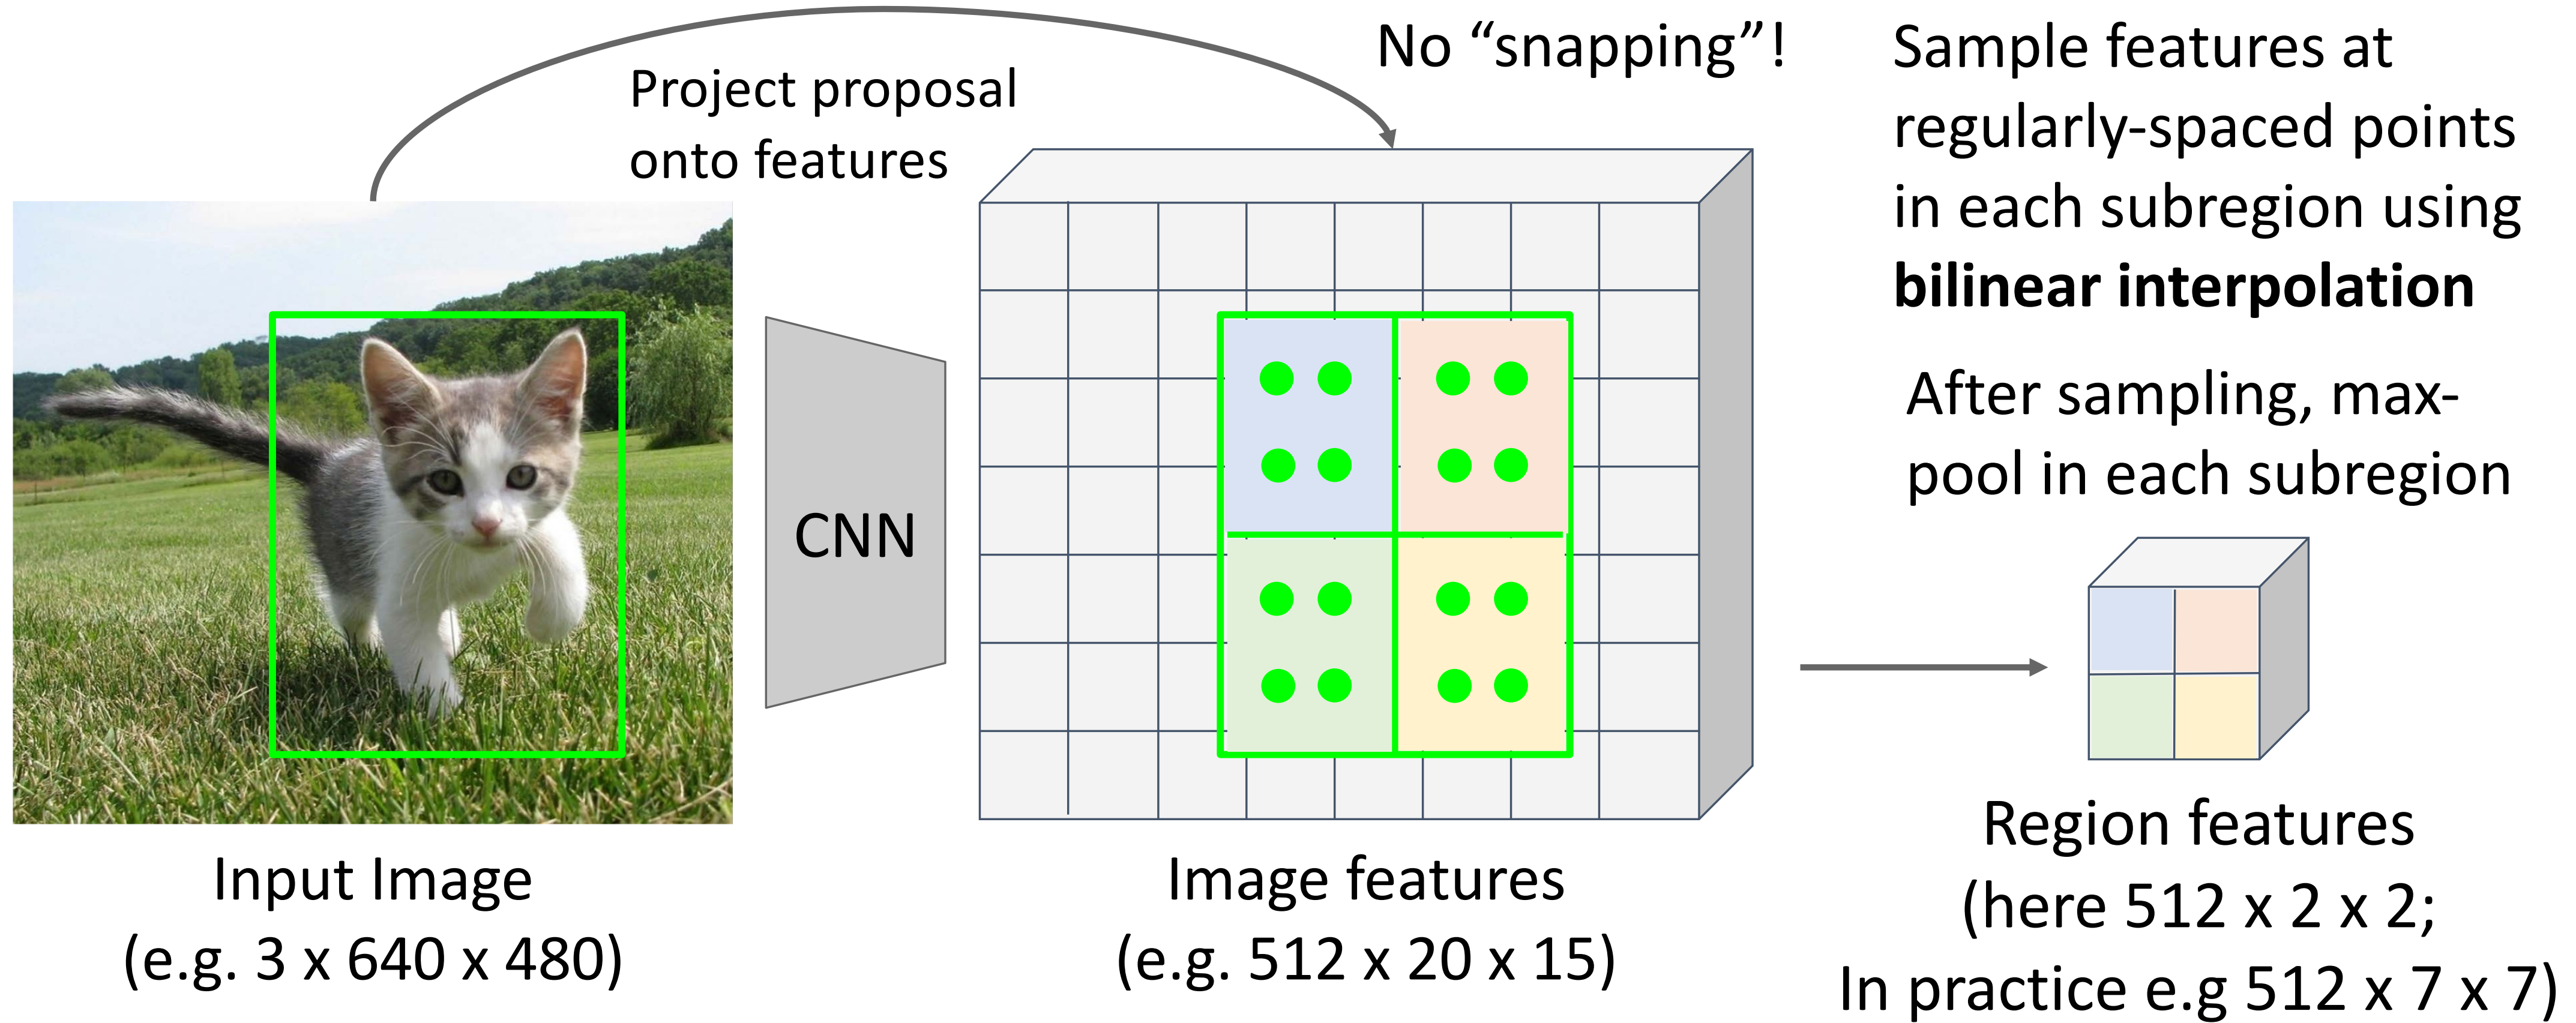 Project proposal
onto features
No “snapping”!
Sample features at
regularly-spaced points
in each subregion using
bilinear interpolation
After sampling, max-
pool in each subregion
CNN
Input Image
(e.g. 3 x 640 x 480)
Image features
(e.g. 512 x 20 x 15)
Region features
(here 512 x 2 x 2;
In practice e.g 512 x 7 x 7)